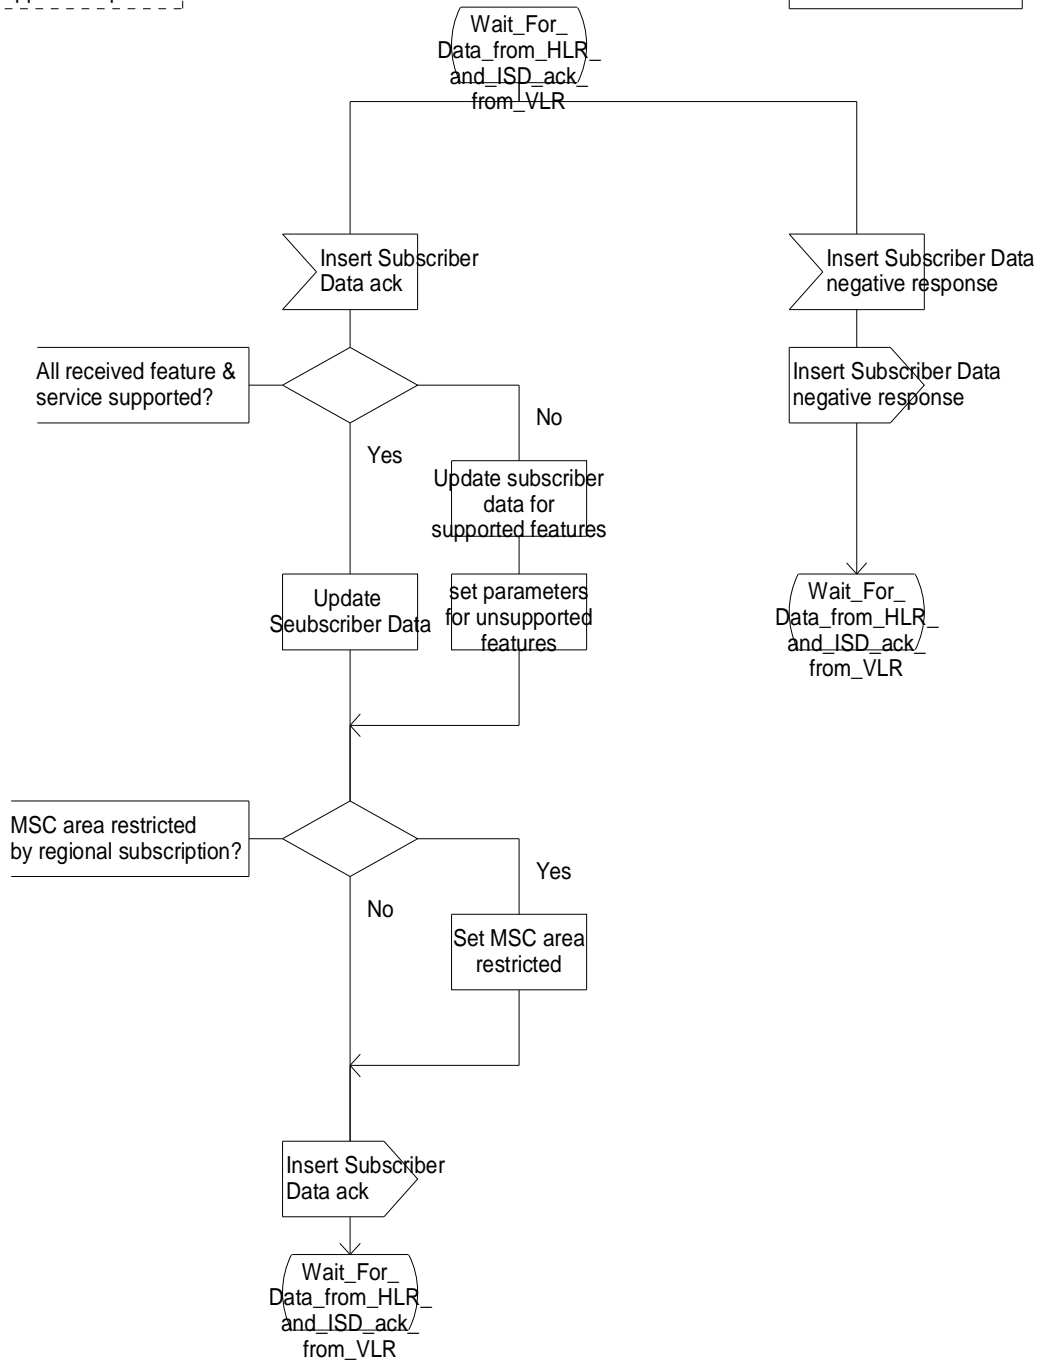 Wait_For_
Data_from_HLR_
and_ISD_ack_
from_VLR
Insert Subscriber
Data ack
Insert Subscriber Data
negative response
All received feature &
service supported?
Insert Subscriber Data
negative response
No
Yes
Update subscriber
data for
supported features
Update
Seubscriber Data
set parameters
for unsupported
features
Wait_For_
Data_from_HLR_
and_ISD_ack_
from_VLR
MSC area restricted
by regional subscription?
Yes
No
Set MSC area
restricted
Insert Subscriber
Data ack
Wait_For_
Data_from_HLR_
and_ISD_ack_
from_VLR